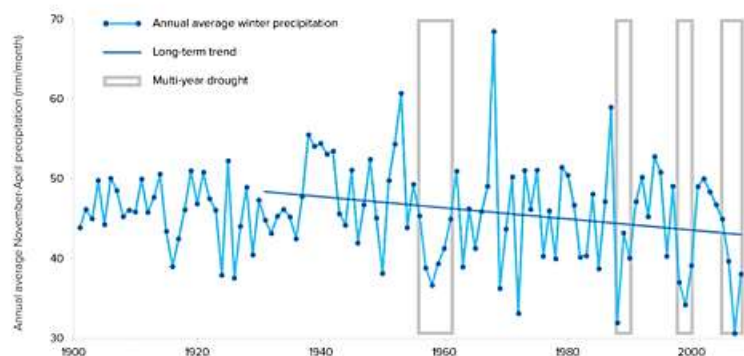 70
60
50
40
30
Annual average November-April precipitation (mm/month)
Annual average winter precipitation
Long-term trend
Multi-year drought
1900
1920
1940
1960
1980
2000